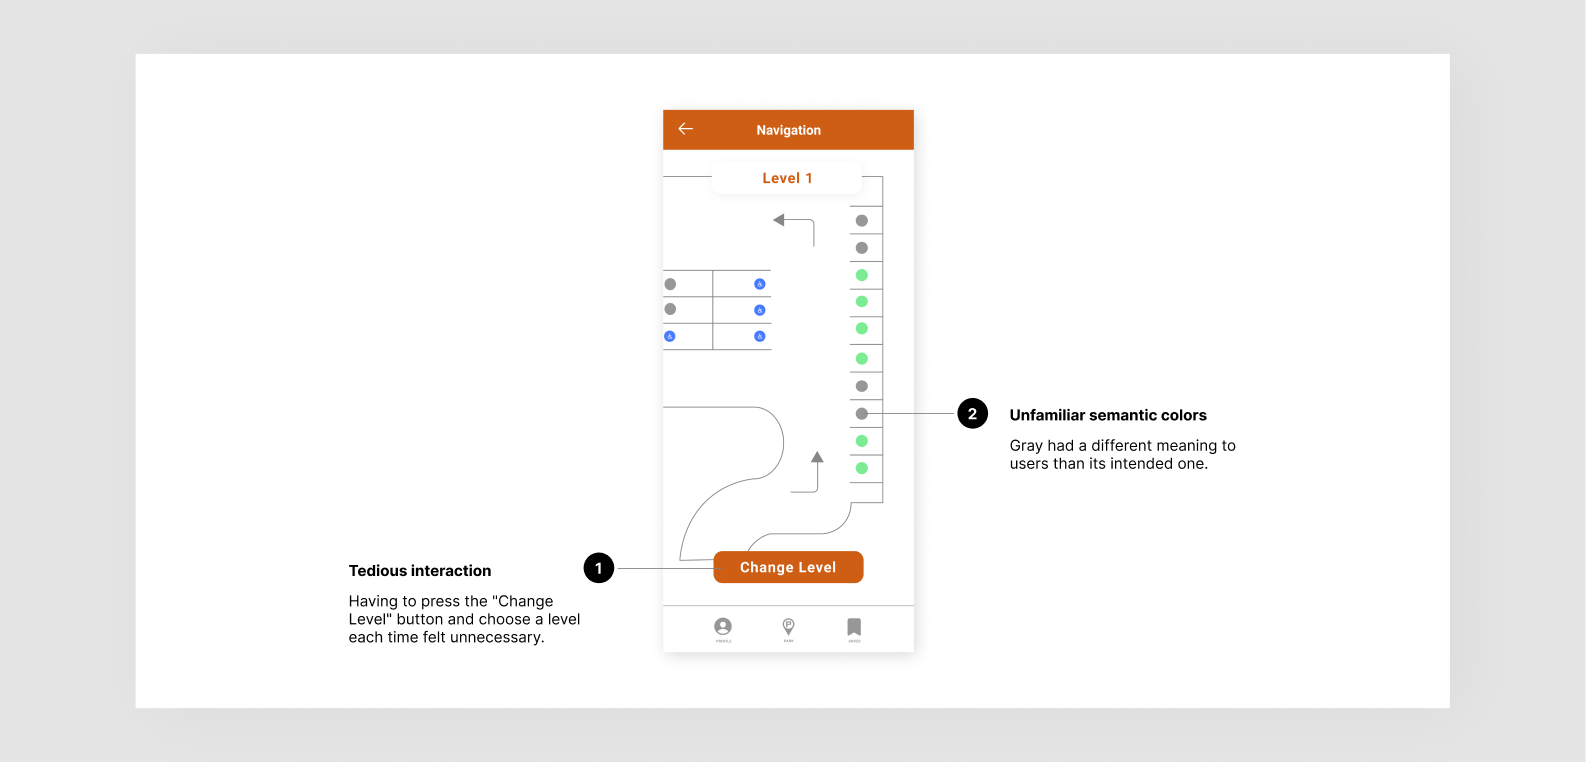 Navigation
Level 1
2
Unfamiliar semantic colors
Gray had a different meaning to
users than its intended one.
1
Tedious interaction
Having to press the "Change
Level" button and choose a level
each time felt unnecessary.
Change Level
PROFILE
PARK
SAVED